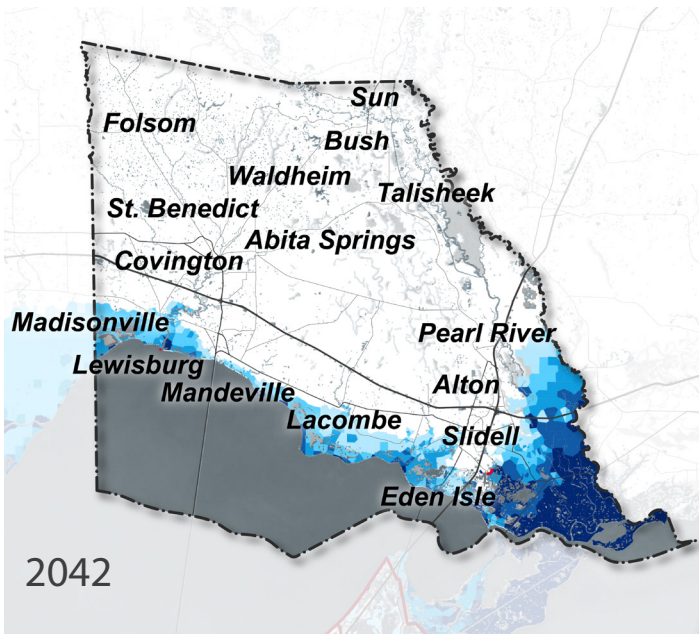 Sun
Folsom
Bush
Waldheim
Talisheek
St. Benedict
Abita Springs
Covington
Madisonville
Pearl River
Lewisburg
Mandeville
Alton
Lacombe
Slidell
Eden Isle
2042